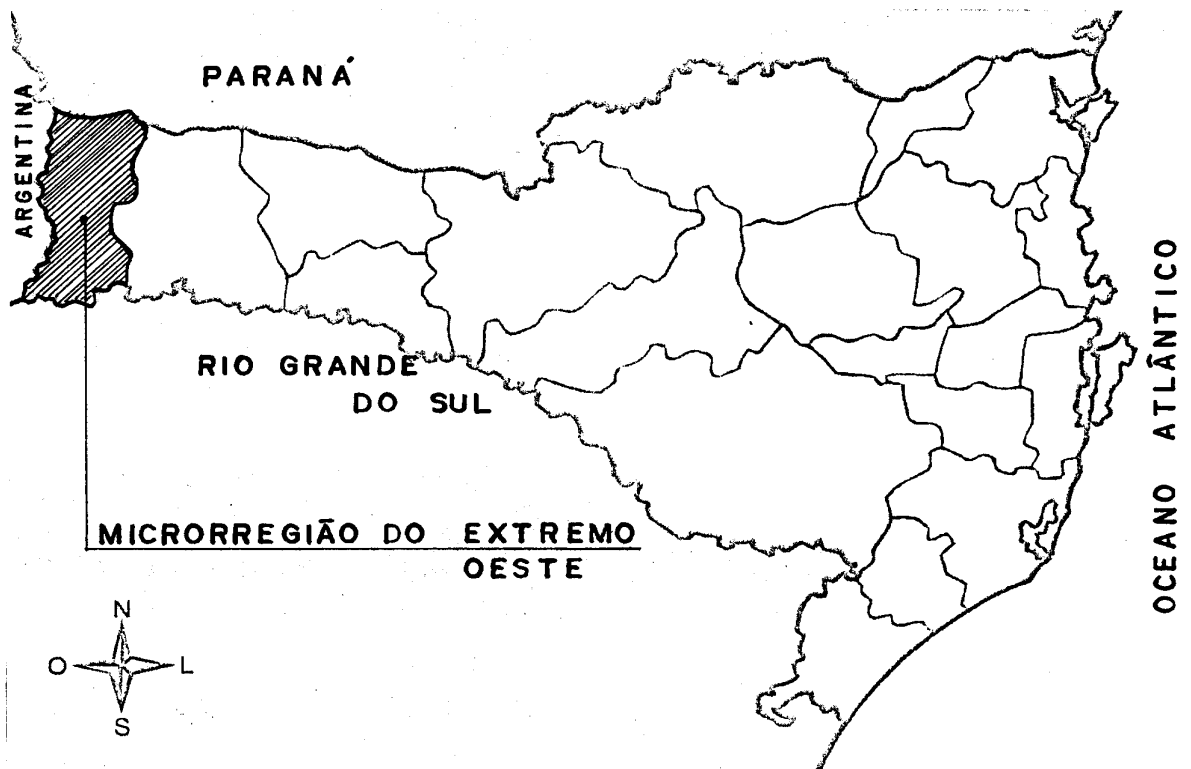 PARANÁ
ARGENTINA
RIO GRANDE
DO SUL
OCEANO ATLÂNTICO
MICRORREGIÃO DO EXTREMO
OESTE
N
O L
S